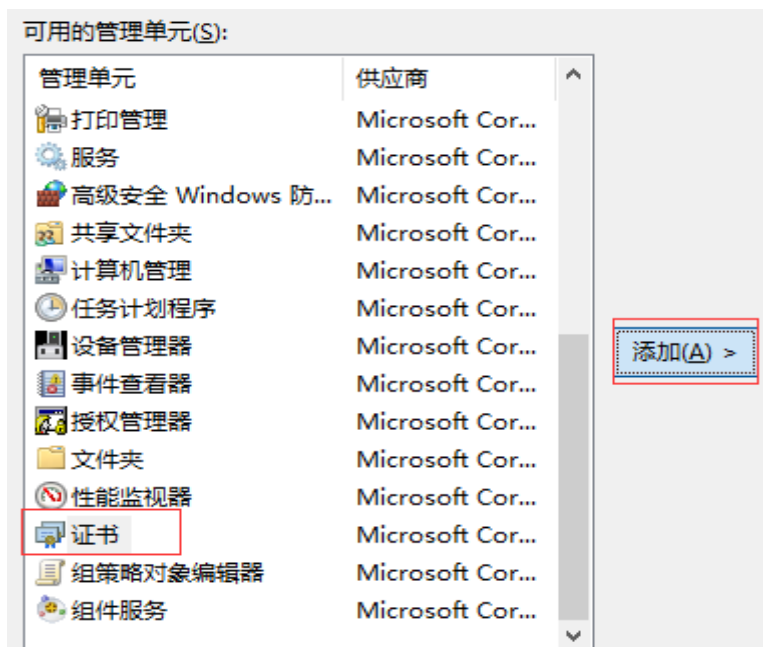 可用的管理单元(S):
管理单元 供应商
打印管理 Microsoft Cor...
服务 Microsoft Cor...
高级安全 Windows 防... Microsoft Cor...
共享文件夹 Microsoft Cor...
计算机管理 Microsoft Cor...
任务计划程序 Microsoft Cor...
设备管理器 Microsoft Cor...
添加(A) >
事件查看器 Microsoft Cor...
授权管理器 Microsoft Cor...
文件夹 Microsoft Cor...
性能监视器 Microsoft Cor...
证书 Microsoft Cor...
组策略对象编辑器 Microsoft Cor...
组件服务 Microsoft Cor...